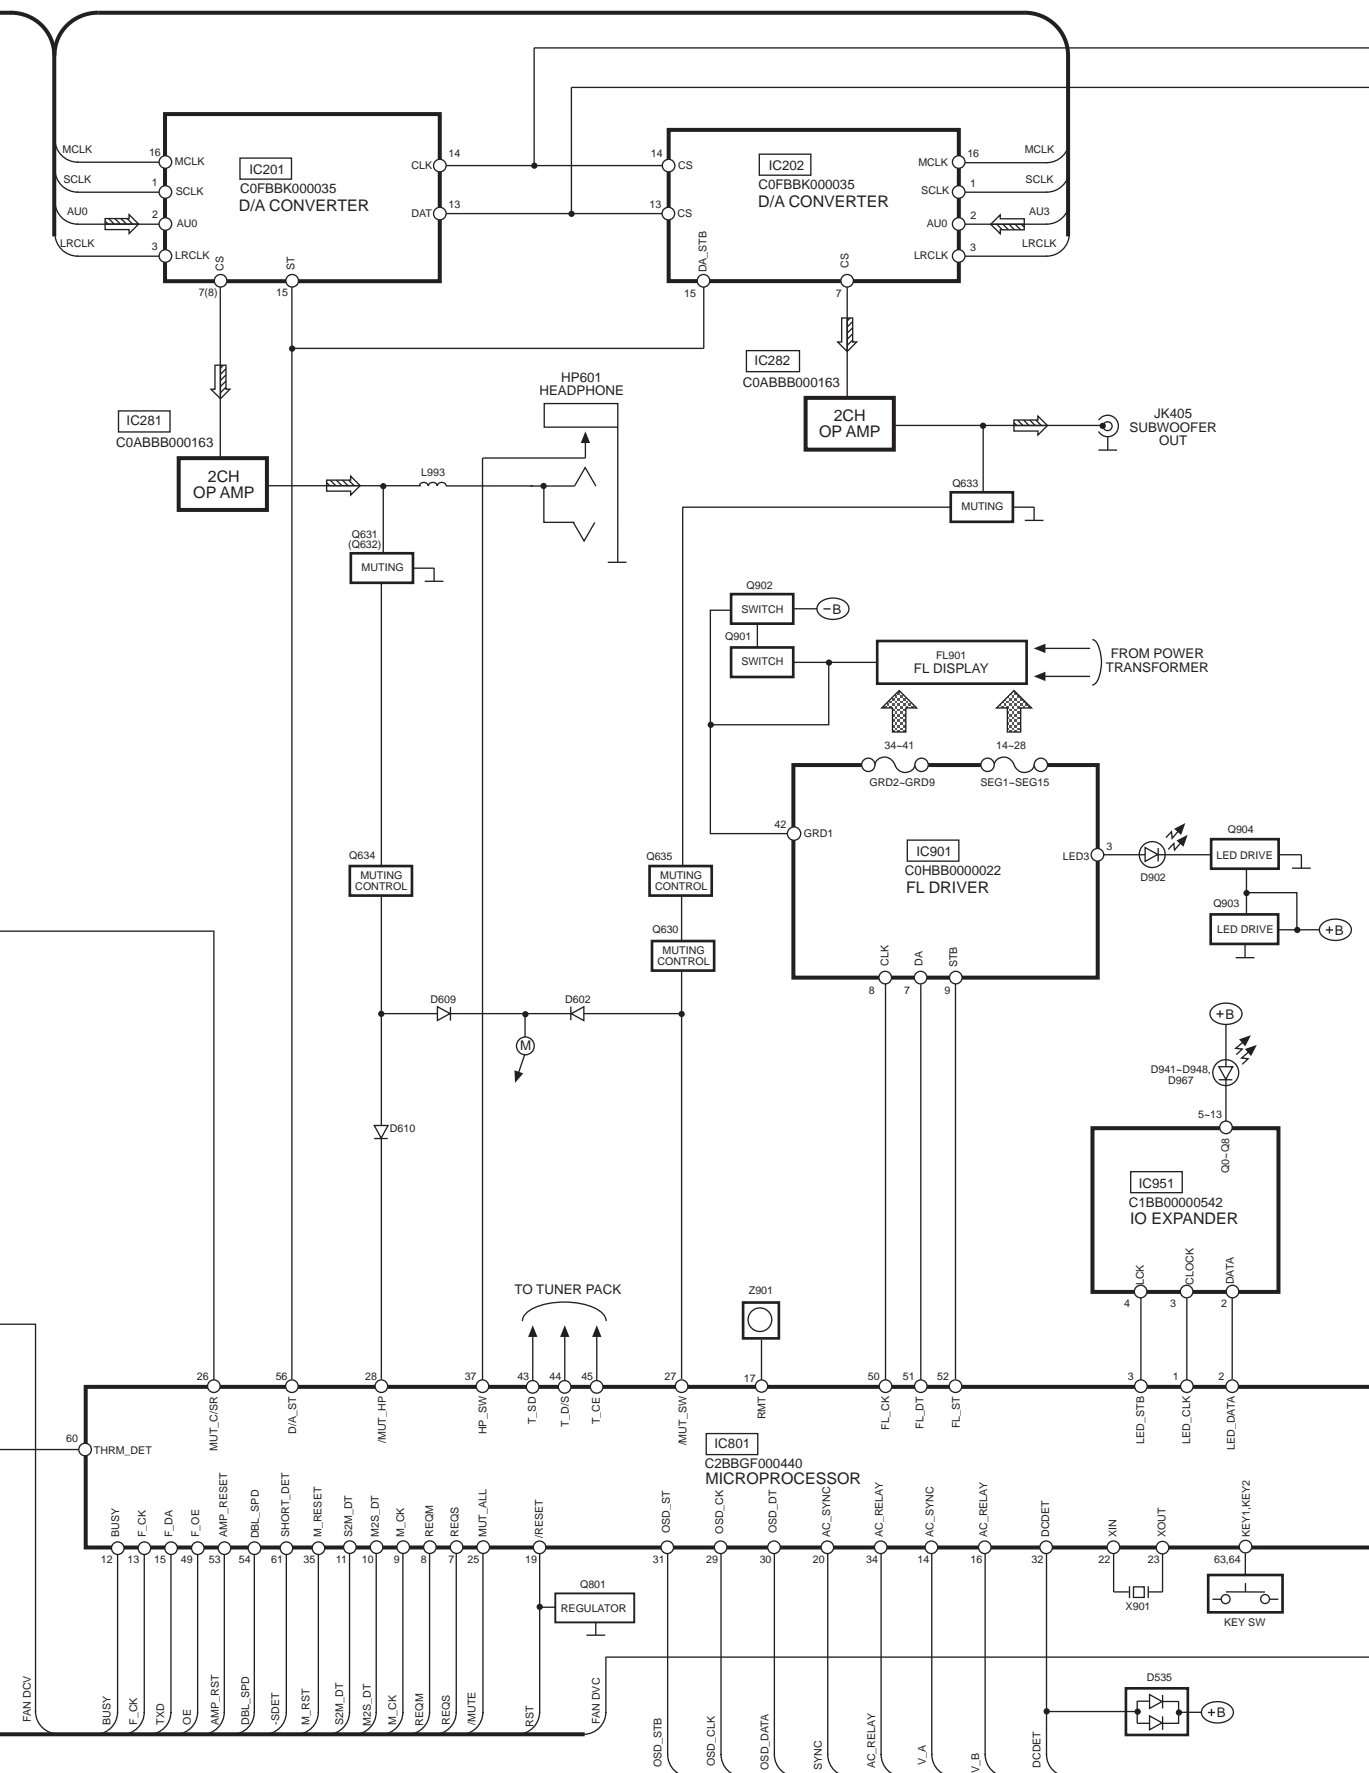 MCLK
SCLK
AU0
LRCLK
16
1
2
3
MCLK
SCLK
AU0
LRCLK
IC201
C0FBBK000035
D/A CONVERTER
CLK
14
DAT
13
CS
7(8)
ST
15
14
CS
13
CS
IC202
C0FBBK000035
D/A CONVERTER
MCLK
SCLK
AU0
LRCLK
16
1
2
3
MCLK
SCLK
AU3
LRCLK
DA_STB
15
CS
7
IC281
C0ABBB000163
2CH
OP AMP
HP601
HEADPHONE
L993
Q631
(Q632)
MUTING
IC282
C0ABBB000163
2CH
OP AMP
JK405
SUBWOOFER
OUT
Q633
MUTING
Q902
SWITCH
−B
Q901
SWITCH
FL901
FL DISPLAY
FROM POWER
TRANSFORMER
34~41
14~28
GRD2~GRD9
SEG1~SEG15
42
GRD1
IC901
C0HBB0000022
FL DRIVER
LED3
3
D902
Q904
LED DRIVE
Q903
LED DRIVE
+B
CLK
DA
STB
8
7
9
Q634
MUTING
CONTROL
Q635
MUTING
CONTROL
Q630
MUTING
CONTROL
D609
D602
M
D610
+B
D941~D948,
D967
5~13
Q0~Q8
IC951
C1BB00000542
IO EXPANDER
LCK
CLOCK
DATA
4
3
2
TO TUNER PACK
Z901
26
56
28
37
43
44
45
27
17
50
51
52
3
1
2
MUT_C/SR
D/A_ST
/MUT_HP
HP_SW
T_SD
T_D/S
T_CE
/MUT_SW
RMT
FL_CK
FL_DT
FL_ST
LED_STB
LED_CLK
LED_DATA
60
THRM_DET
IC801
C2BBGF000440
MICROPROCESSOR
BUSY
F_CK
F_DA
F_OE
AMP_RESET
DBL_SPD
SHORT_DET
M_RESET
S2M_DT
M2S_DT
M_CK
REQM
REQS
MUT_ALL
/RESET
OSD_ST
OSD_CK
OSD_DT
AC_SYNC
AC_RELAY
AC_SYNC
AC_RELAY
DCDET
XIN
XOUT
KEY1,KEY2
12
13
15
49
53
54
61
35
11
10
9
8
7
25
19
31
29
30
20
34
14
16
32
22
23
63,64
Q801
REGULATOR
X901
KEY SW
FAN DCV
BUSY
F_CK
TXD
OE
AMP_RST
DBL_SPD
-SDET
M_RST
S2M_DT
M2S_DT
M_CK
REQM
REQS
/MUTE
RST
FAN DVC
OSD_STB
OSD_CLK
OSD_DATA
SYNC
AC_RELAY
V_A
V_B
DCDET
D535
+B